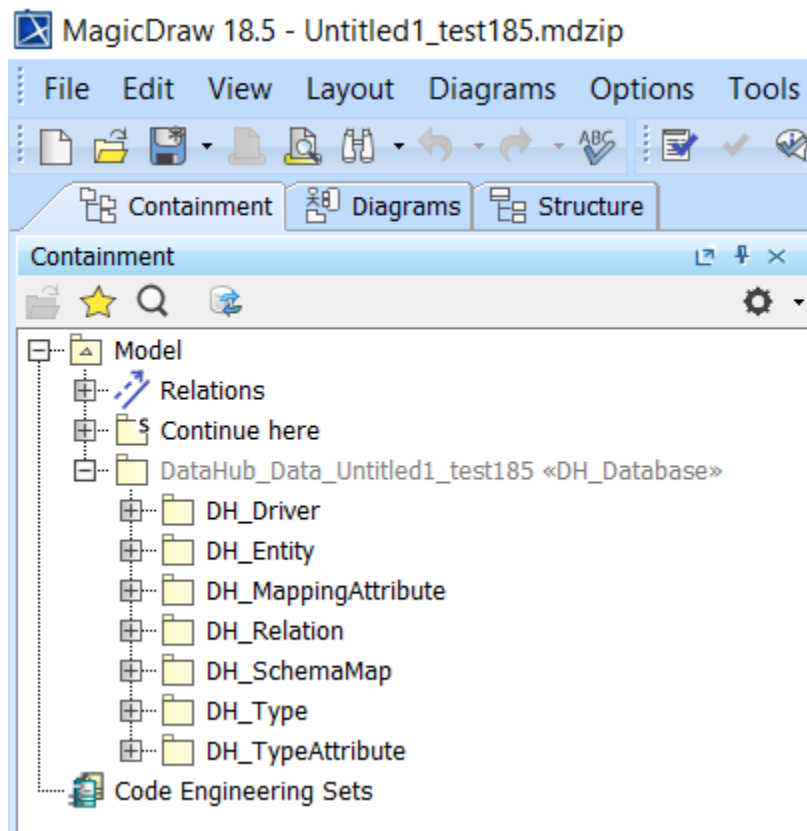 MagicDraw 18.5 - Untitled1_test185.mdzip
File Edit View Layout Diagrams Options Tools
ABC
Containment Diagrams Structure
Containment
Model
Relations
S Continue here
DataHub_Data_Untitled1_test185 «DH_Database»
DH_Driver
DH_Entity
DH_MappingAttribute
DH_Relation
DH_SchemaMap
DH_Type
DH_TypeAttribute
Code Engineering Sets